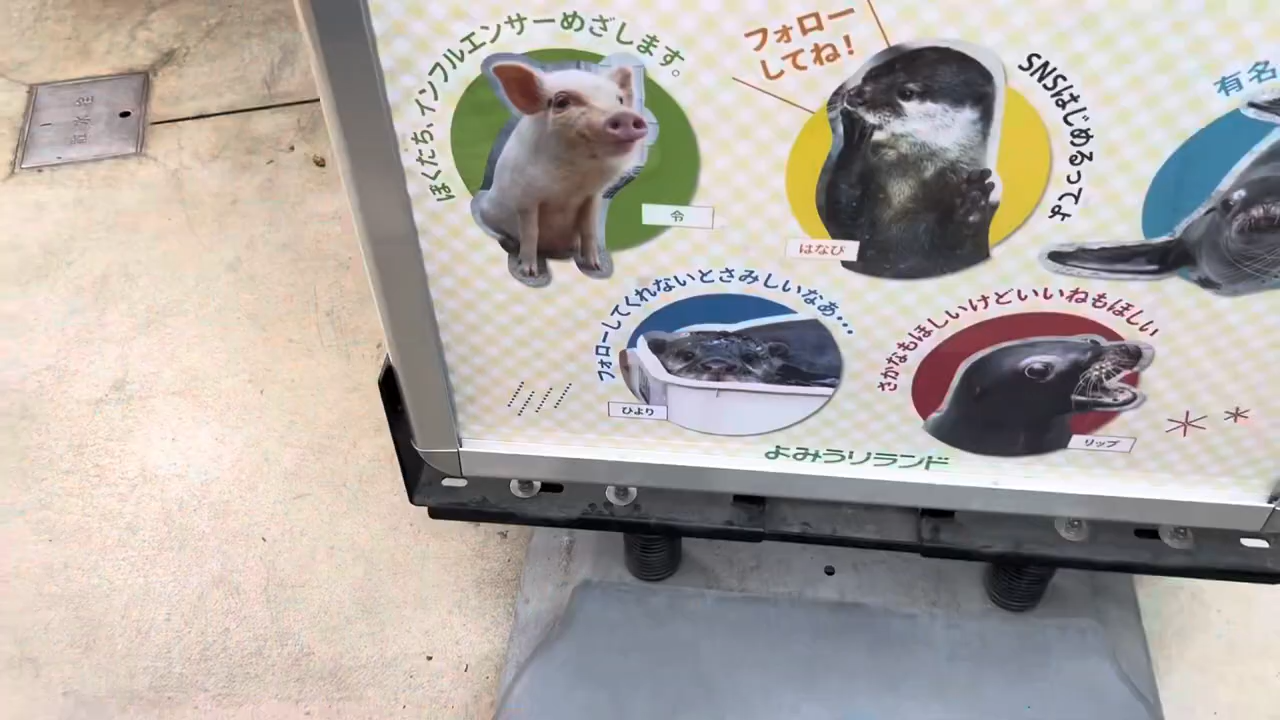 ぼくたち、インフルエンサーめざします。
フォロー
してね!
SNSはじめるってよ
有名
令
はなび
フォローしてくれないとさみしいなぁ…
さかなもほしいけどいいねもほしい
ひより
リップ
よみうりランド